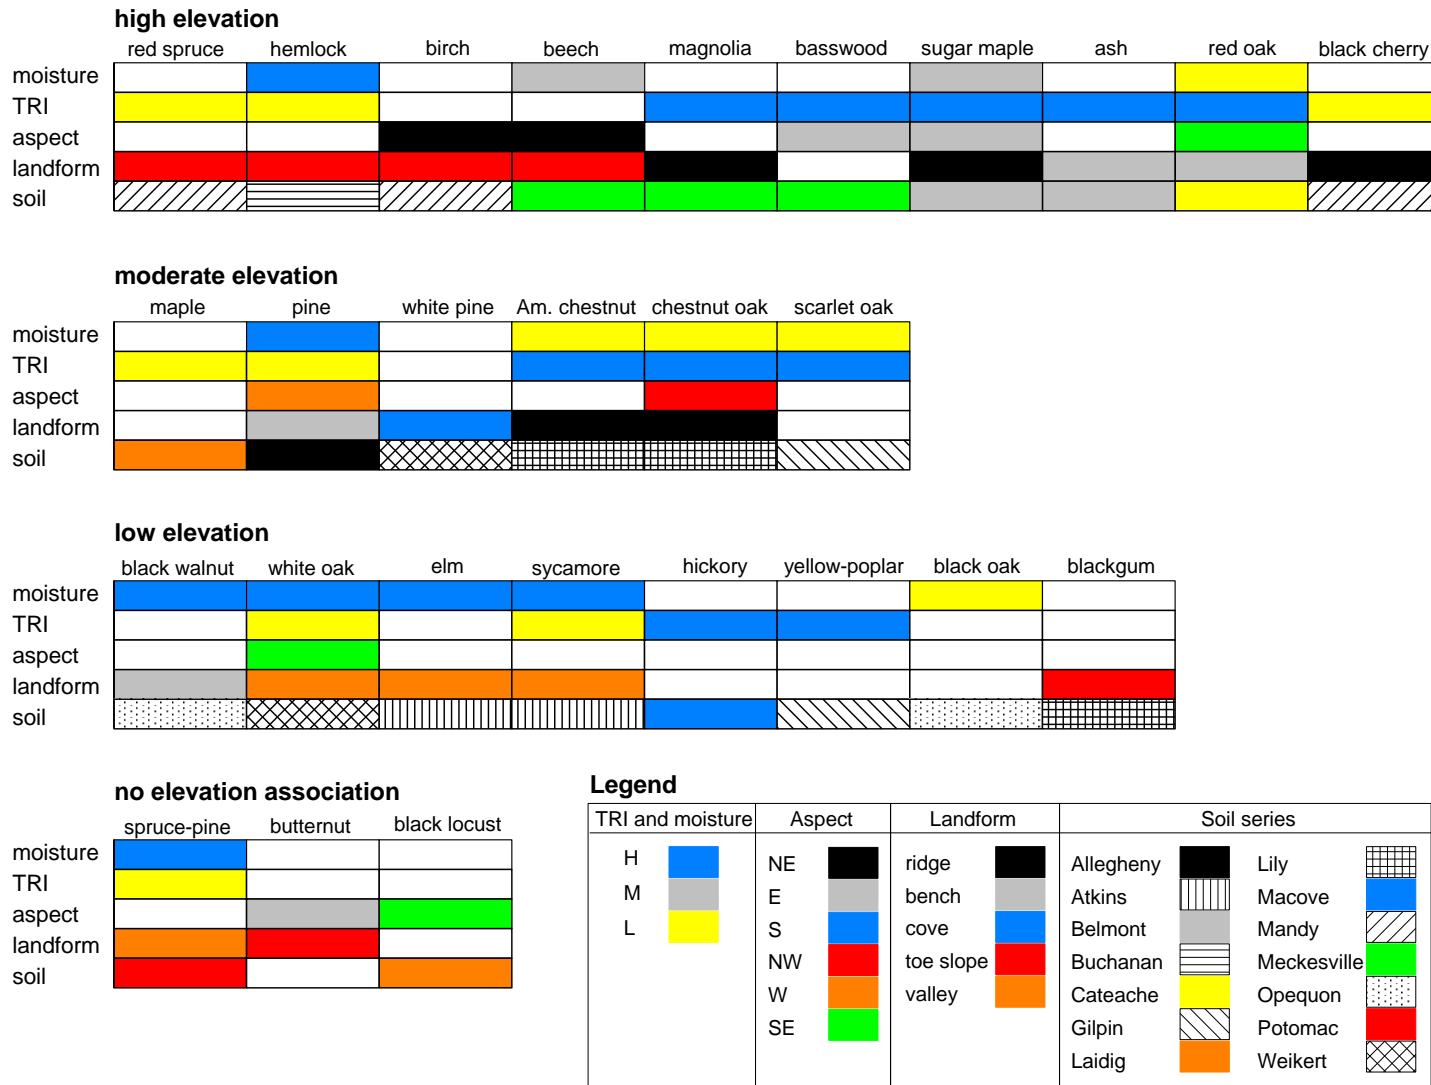 high elevation
red spruce hemlock birch beech magnolia basswood sugar maple ash red oak black cherry
moisture
TRI
aspect
landform
soil
moderate elevation
maple pine white pine Am. chestnut chestnut oak scarlet oak
moisture
TRI
aspect
landform
soil
low elevation
black walnut white oak elm sycamore hickory yellow-poplar black oak blackgum
moisture
TRI
aspect
landform
soil
no elevation association
spruce-pine butternut black locust
moisture
TRI
aspect
landform
soil
Legend
TRI and moisture Aspect Landform Soil series
H NE ridge Allegheny Lily
M E bench Atkins Macove
L S cove Belmont Mandy
NW toe slope Buchanan Meckesville
W valley Cateache Opequon
SE Gilpin Potomac
Laidig Weikert